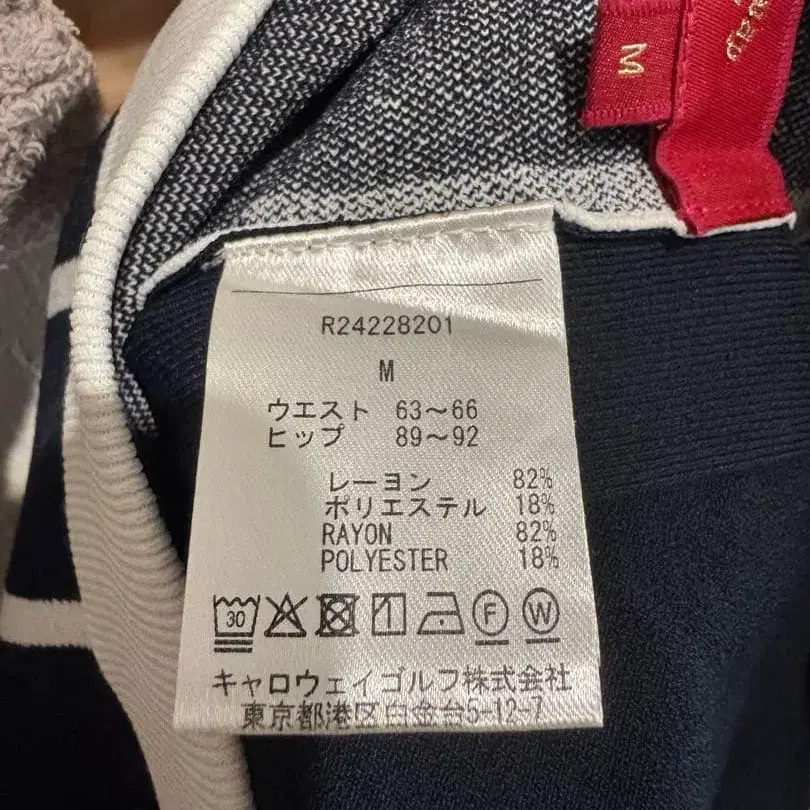 M
R24228201
M
ウエスト 63～66
ヒップ 89～92
レーヨン 82%
ポリエステル 18%
RAYON 82%
POLYESTER 18%
30 F W
キャロウェイゴルフ株式会社
東京都港区白金台5-12-7